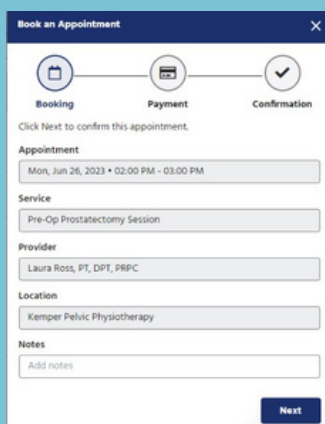 Book an Appointment
Booking
Payment
Confirmation
Click Next to confirm this appointment.
Appointment
Mon, Jun 26, 2023 • 02:00 PM - 03:00 PM
Service
Pre-Op Prostatectomy Session
Provider
Laura Ross, PT, DPT, PRPC
Location
Kemper Pelvic Physiotherapy
Notes
Add notes
Next